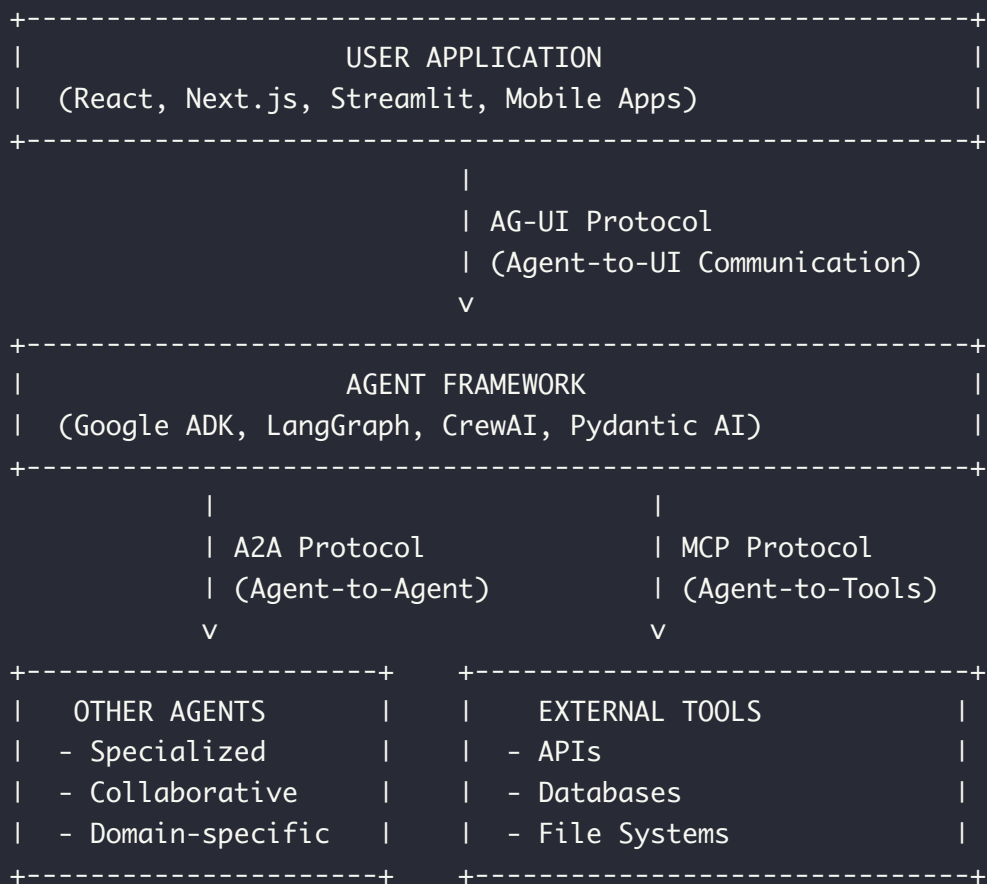 +-----------------------------------------------------------+
|                    USER APPLICATION                       |
|  (React, Next.js, Streamlit, Mobile Apps)                 |
+-----------------------------------------------------------+
                            |
                            | AG-UI Protocol
                            | (Agent-to-UI Communication)
                            v
+-----------------------------------------------------------+
|                    AGENT FRAMEWORK                        |
|  (Google ADK, LangGraph, CrewAI, Pydantic AI)             |
+-----------------------------------------------------------+
            |                           |
            | A2A Protocol              | MCP Protocol
            | (Agent-to-Agent)          | (Agent-to-Tools)
            v                           v
+----------------------+    +-------------------------------+
|   OTHER AGENTS       |    |    EXTERNAL TOOLS             |
|  - Specialized       |    |  - APIs                       |
|  - Collaborative     |    |  - Databases                  |
|  - Domain-specific   |    |  - File Systems               |
+----------------------+    +-------------------------------+